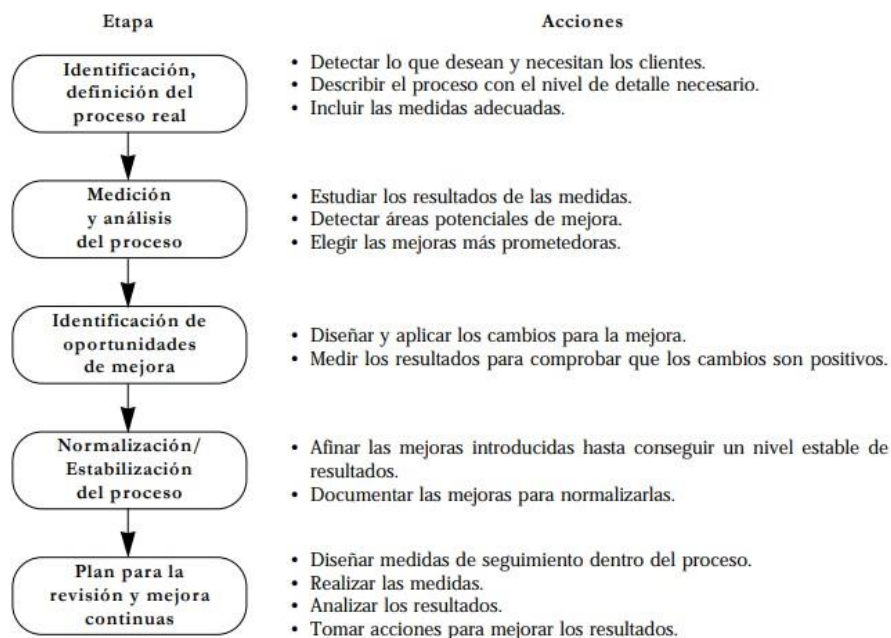 Etapa
Acciones
Identificación,
definición del
proceso real
• Detectar lo que desean y necesitan los clientes.
• Describir el proceso con el nivel de detalle necesario.
• Incluir las medidas adecuadas.
Medición
y análisis
del proceso
• Estudiar los resultados de las medidas.
• Detectar áreas potenciales de mejora.
• Elegir las mejoras más prometedoras.
Identificación de
oportunidades
de mejora
• Diseñar y aplicar los cambios para la mejora.
• Medir los resultados para comprobar que los cambios son positivos.
Normalización/
Estabilización
del proceso
• Afinar las mejoras introducidas hasta conseguir un nivel estable de
resultados.
• Documentar las mejoras para normalizarlas.
Plan para la
revisión y mejora
continuas
• Diseñar medidas de seguimiento dentro del proceso.
• Realizar las medidas.
• Analizar los resultados.
• Tomar acciones para mejorar los resultados.